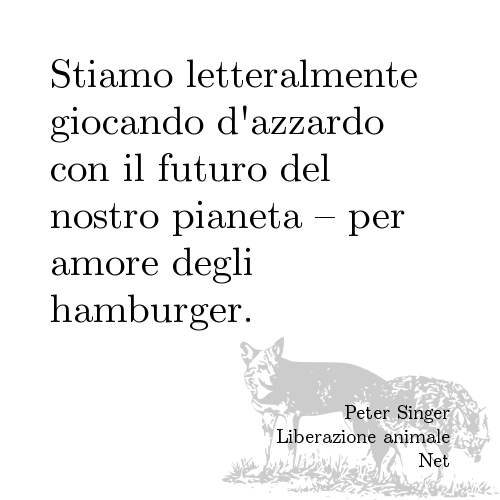 Stiamo letteralmente
giocando d'azzardo
con il futuro del
nostro pianeta – per
amore degli
hamburger.
Peter Singer
Liberazione animale
Net